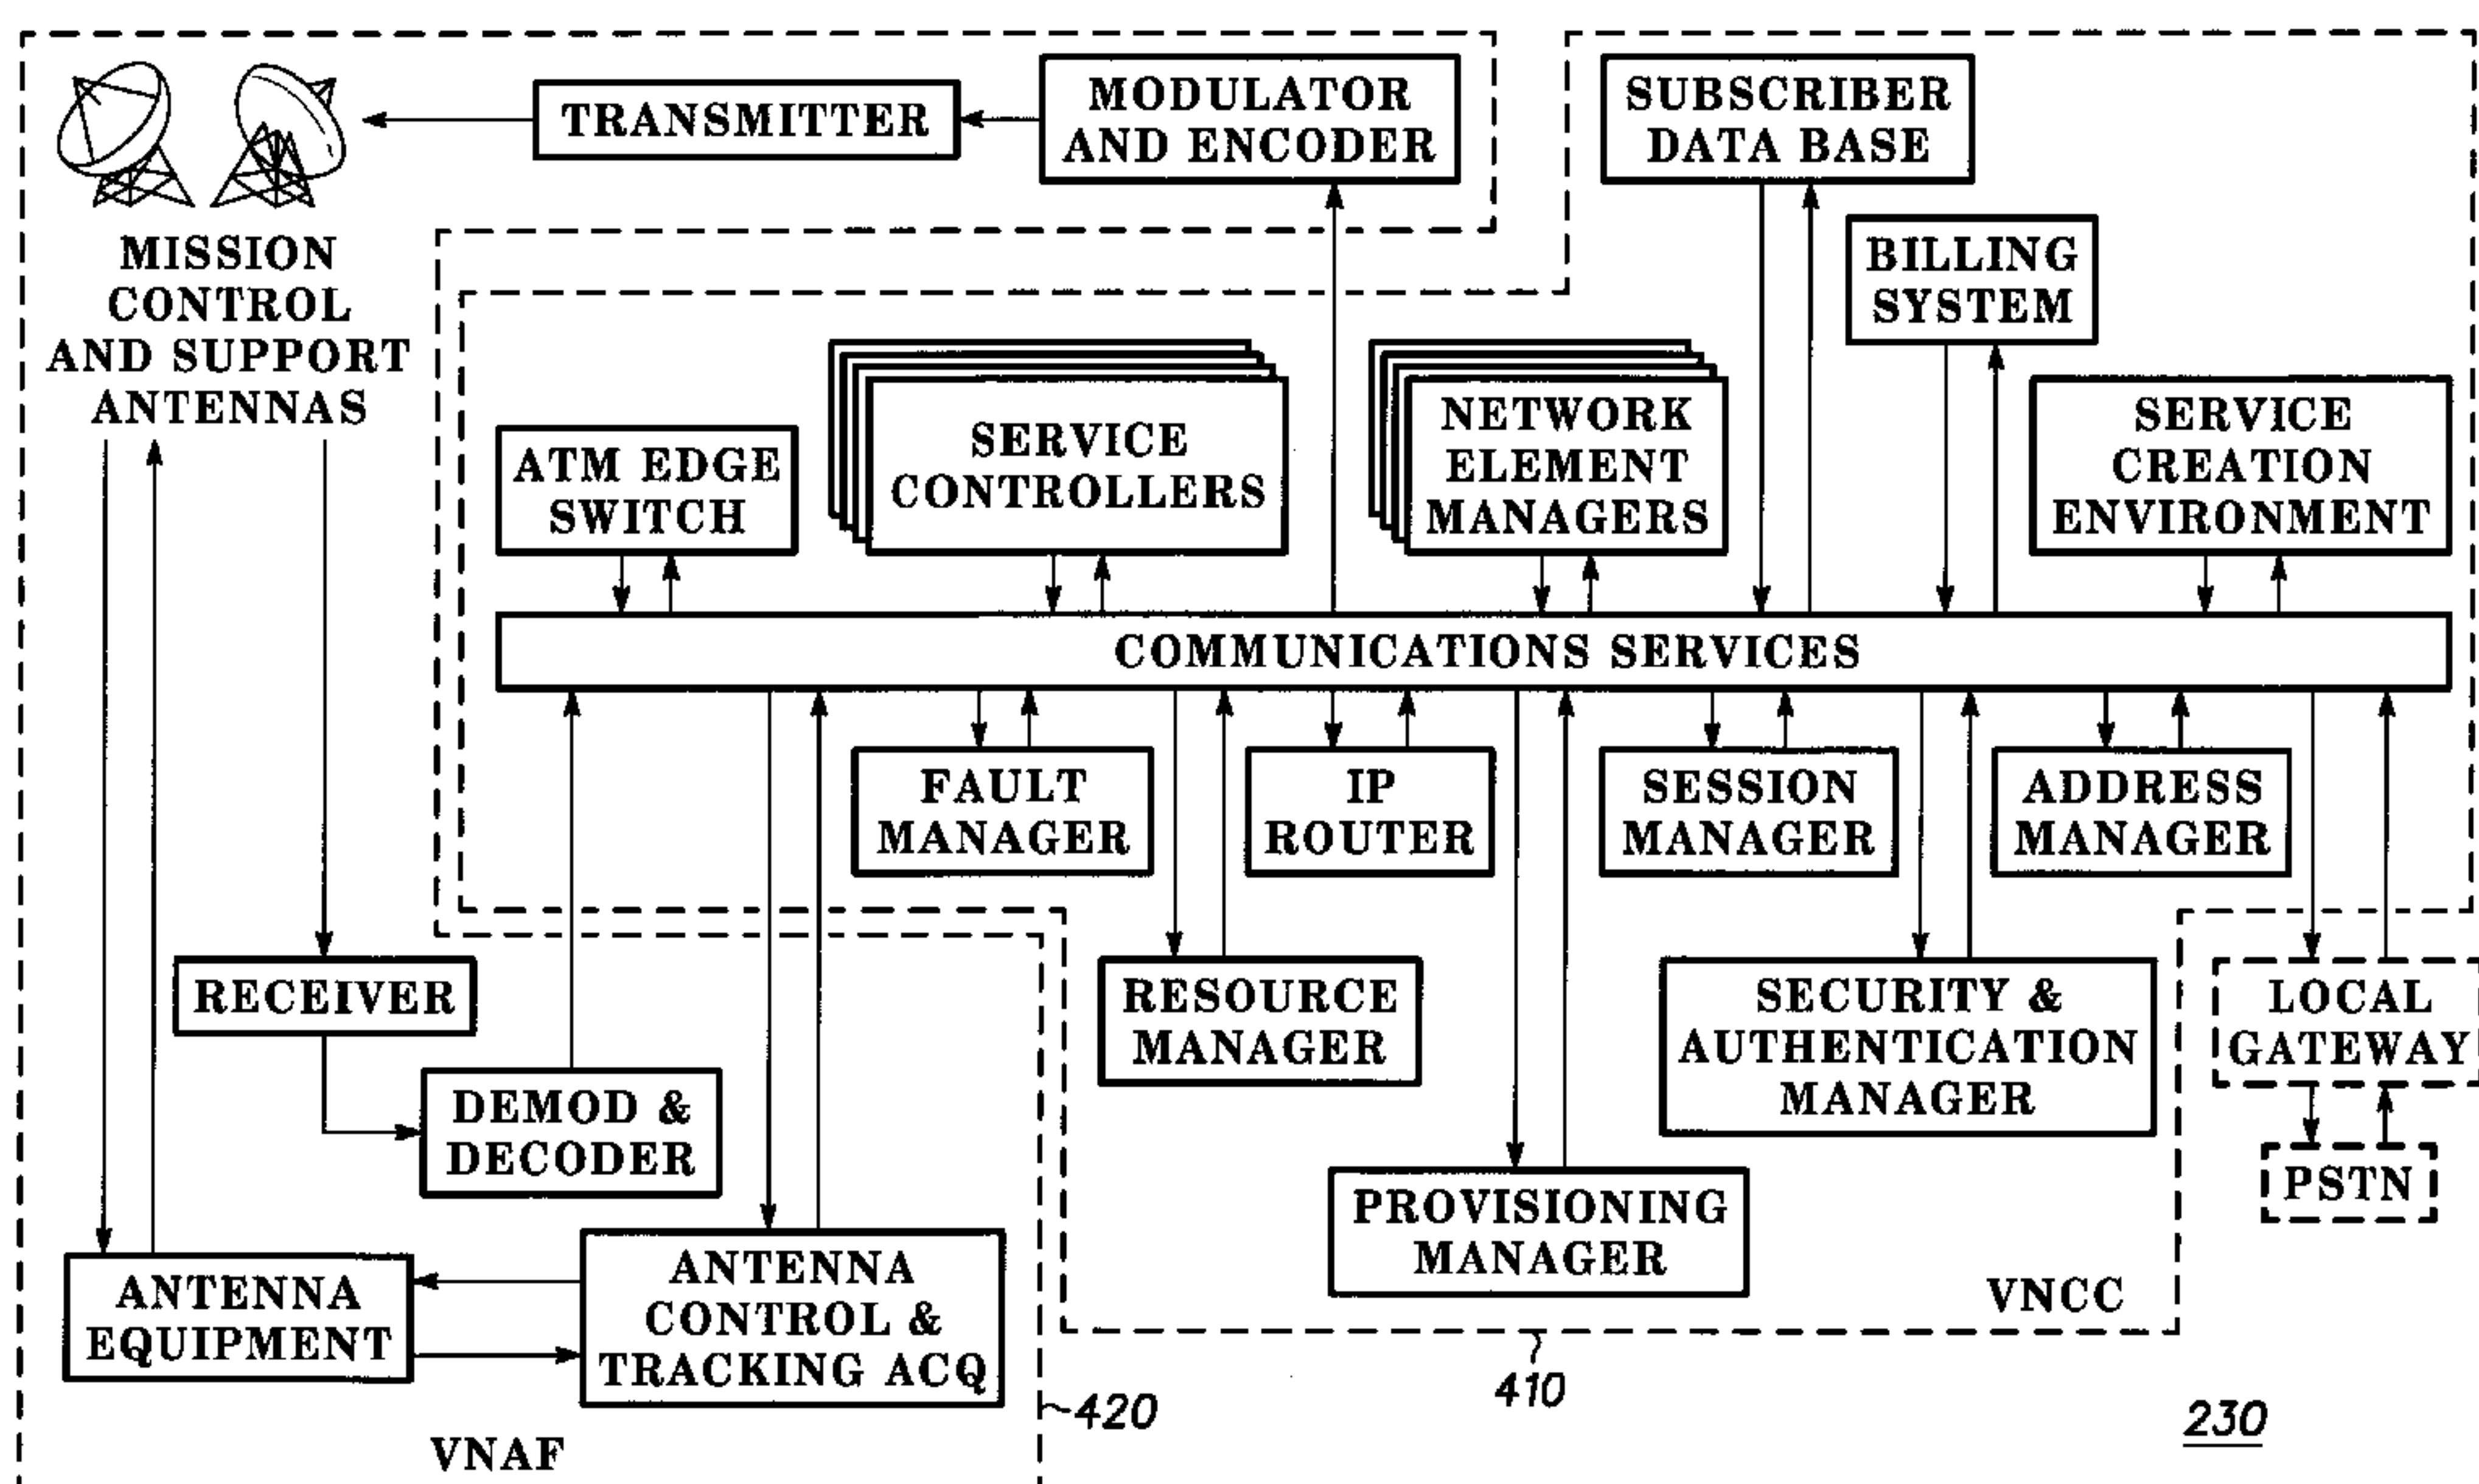 TRANSMITTER
MODULATOR
AND ENCODER
SUBSCRIBER
DATA BASE
MISSION
CONTROL
AND SUPPORT
ANTENNAS
BILLING
SYSTEM
ATM EDGE
SWITCH
SERVICE
CONTROLLERS
NETWORK
ELEMENT
MANAGERS
SERVICE
CREATION
ENVIRONMENT
COMMUNICATIONS SERVICES
FAULT
MANAGER
IP
ROUTER
SESSION
MANAGER
ADDRESS
MANAGER
RECEIVER
RESOURCE
MANAGER
SECURITY &
AUTHENTICATION
MANAGER
LOCAL
GATEWAY
DEMOD &
DECODER
PROVISIONING
MANAGER
PSTN
ANTENNA
EQUIPMENT
ANTENNA
CONTROL &
TRACKING ACQ
VNCC
410
420
230
VNAF